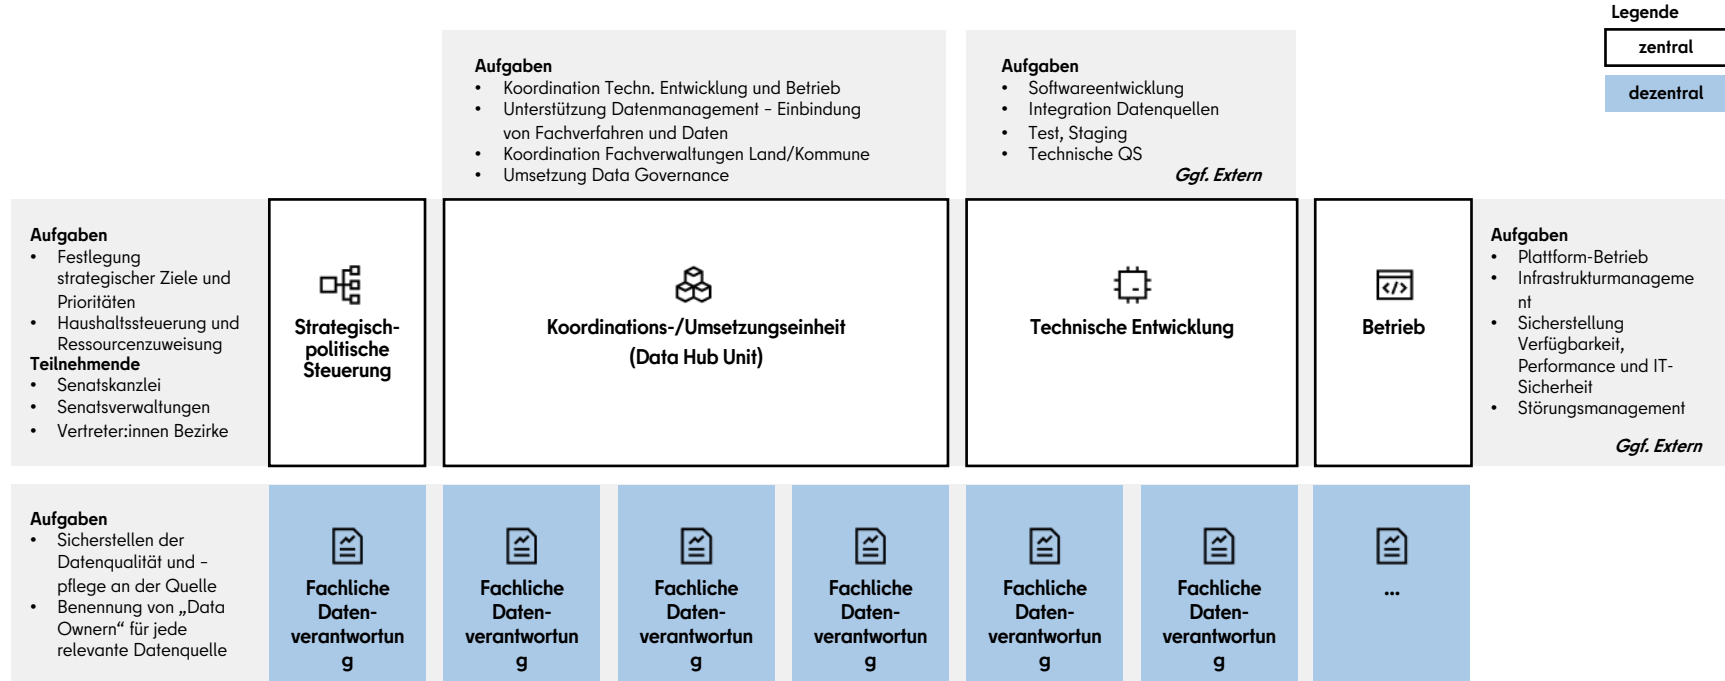 Legende
zentral
dezentral
Aufgaben
• Koordination Techn. Entwicklung und Betrieb
• Unterstützung Datenmanagement – Einbindung
von Fachverfahren und Daten
• Koordination Fachverwaltungen Land/Kommune
• Umsetzung Data Governance
Aufgaben
• Softwareentwicklung
• Integration Datenquellen
• Test, Staging
• Technische QS
Ggf. Extern
Aufgaben
• Festlegung
strategischer Ziele und
Prioritäten
• Haushaltssteuerung und
Ressourcenzuweisung
Teilnehmende
• Senatskanzlei
• Senatsverwaltungen
• Vertreter:innen Bezirke
Strategisch-
politische
Steuerung
Koordinations-/Umsetzungseinheit
(Data Hub Unit)
Technische Entwicklung
Betrieb
Aufgaben
• Plattform-Betrieb
• Infrastrukturmanageme
nt
• Sicherstellung
Verfügbarkeit,
Performance und IT-
Sicherheit
• Störungsmanagement
Ggf. Extern
Aufgaben
• Sicherstellen der
Datenqualität und –
pflege an der Quelle
• Benennung von „Data
Ownern“ für jede
relevante Datenquelle
Fachliche
Daten-
verantwortun
g
Fachliche
Daten-
verantwortun
g
Fachliche
Daten-
verantwortun
g
Fachliche
Daten-
verantwortun
g
Fachliche
Daten-
verantwortun
g
Fachliche
Daten-
verantwortun
g
...